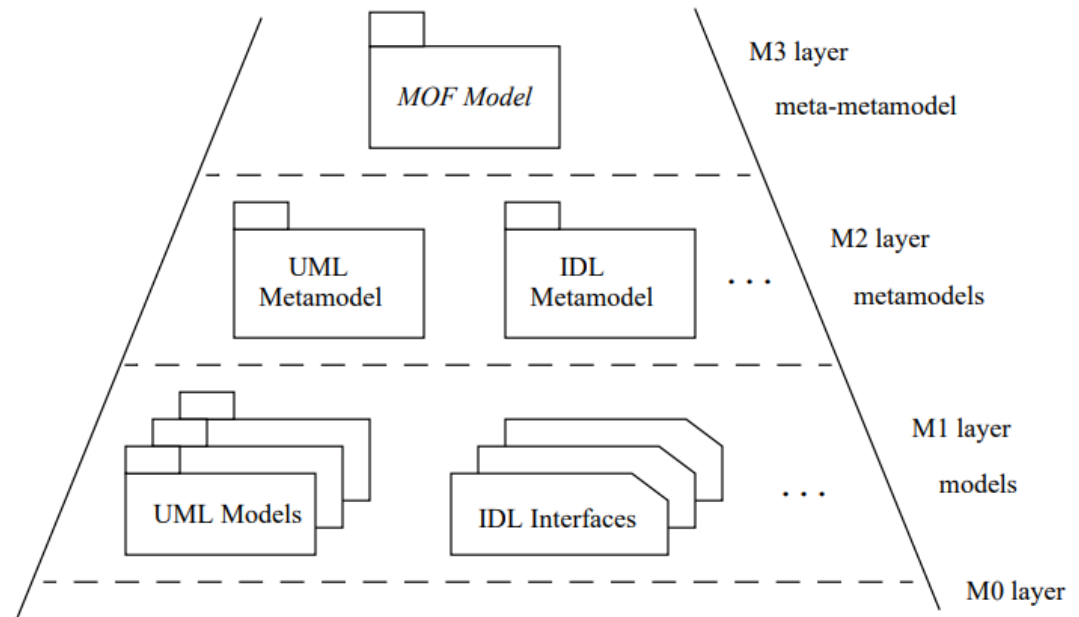 M3 layer
MOF Model
meta-metamodel
M2 layer
UML
Metamodel
IDL
Metamodel
. . .
metamodels
M1 layer
models
UML Models
IDL Interfaces
. . .
M0 layer